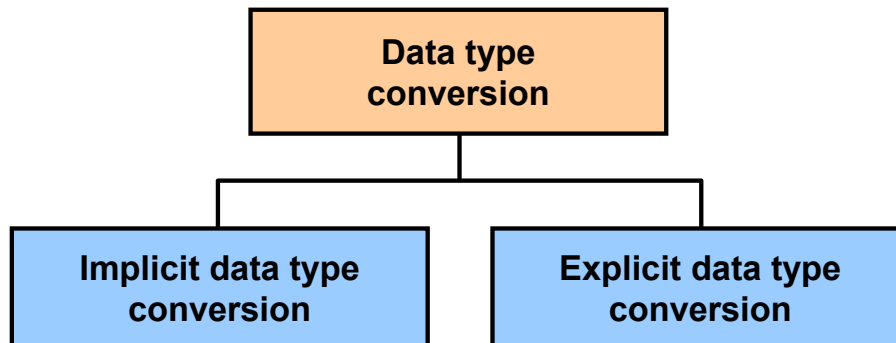 Data type
conversion
Implicit data type
conversion
Explicit data type
conversion